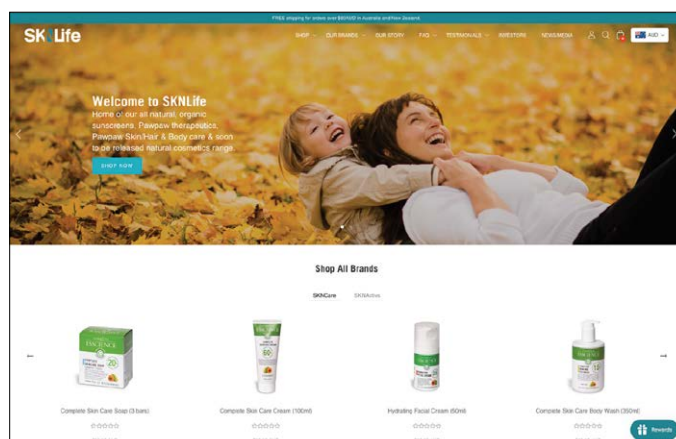 FREE shipping for orders over
in Australia and New Zealand
SKNLife
SHOP
OUR BRANDS
OUR STORY
FAQ
TESTIMONIALS
INVESTORS
NEWS/MEDIA
AUD
Welcome to SKNLife
Home of our all natural, organic
sunscreens, Pawpaw therapeutics,
Pawpaw Skin/Hair & Body care & soon
to be released natural cosmetics range.
SHOP NOW
Shop All Brands
SKNCare
SKNActives
Complete Skin Care Soap (3 bars)
Complete Skin Care Cream (100ml)
Hydrating Facial Cream (50ml)
Complete Skin Care Body Wash (350ml)
Rewards